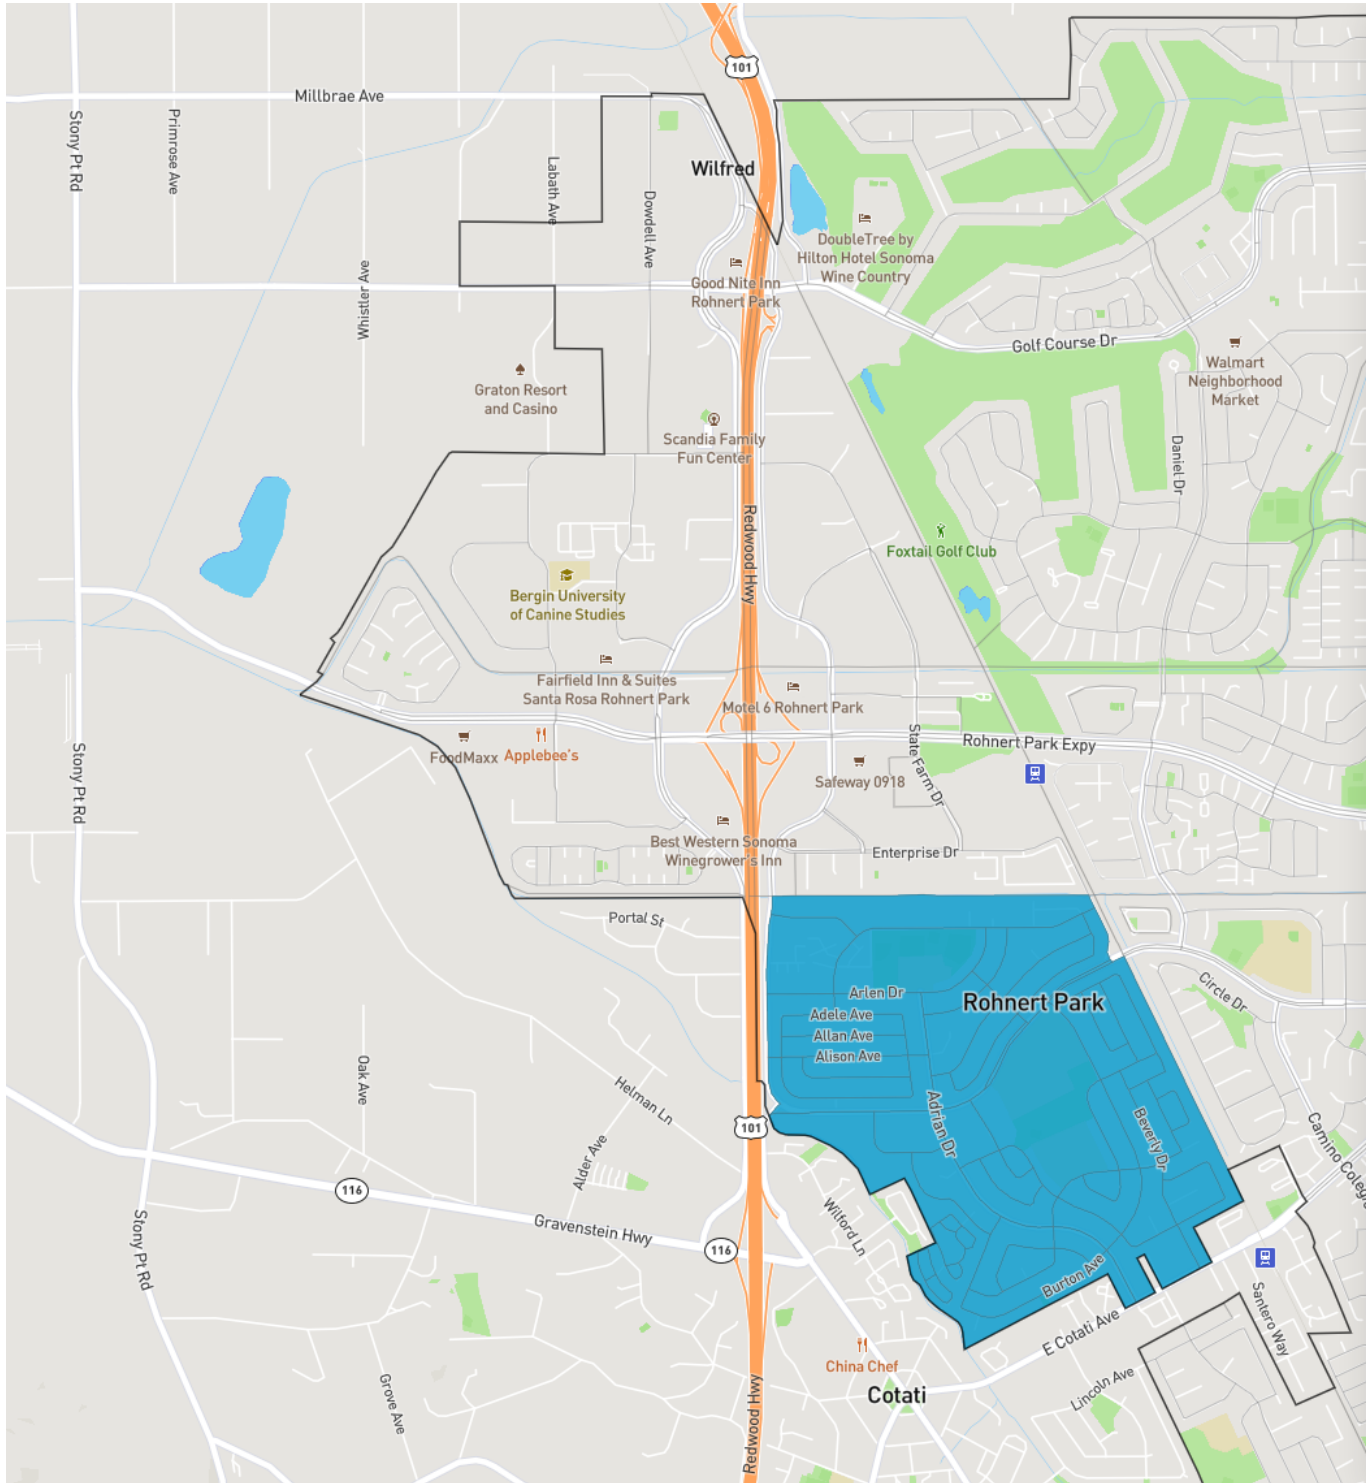 101
Millbrae Ave
Stony Pt Rd
Primrose Ave
Labath Ave
Wilfred
Dowdell Ave
DoubleTree by
Hilton Hotel Sonoma
Wine Country
Whistler Ave
Good Nite Inn
Rohnert Park
Golf Course Dr
Walmart
Neighborhood
Market
Graton Resort
and Casino
Scandia Family
Fun Center
Daniel Dr
Redwood Hwy
Foxtail Golf Club
Bergin University
of Canine Studies
Fairfield Inn & Suites
Santa Rosa Rohnert Park
Motel 6 Rohnert Park
State Farm Dr
Rohnert Park Expy
FoodMaxx
Applebee's
Stony Pt Rd
Safeway 0918
Best Western Sonoma
Winegrower's Inn
Enterprise Dr
Portal St
Circle Dr
Arlen Dr
Rohnert Park
Adele Ave
Allan Ave
Alison Ave
Oak Ave
Helman Ln
Adrian Dr
Beverly Dr
101
Camino Coleg
Alder Ave
116
Wilford Ln
Gravenstein Hwy
116
Stony Pt Rd
Burton Ave
Santero Way
E Cotati Ave
China Chef
Lincoln Ave
Cotati
Grove Ave
Redwood Hwy